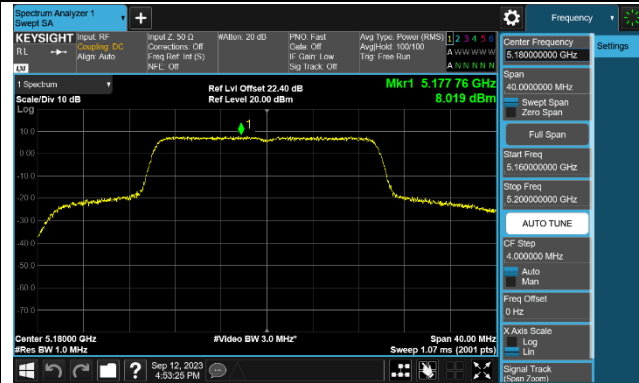 Spectrum Analyzer 1
Swept SA
Frequency
KEYSIGHT
RL
Input: RF
Coupling: DC
Align: Auto
Input Z: 50 Ω
Corrections: Off
Freq Ref: Int (S)
NFE: Off
#Atten: 20 dB
PNO: Fast
Gate: Off
IF Gain: Low
Sig Track: Off
Avg Type: Power (RMS)
Avg|Hold: 100/100
Trig: Free Run
1 2 3 4 5 6
A W W W W W
A N N N N N
LXI
1 Spectrum
Scale/Div 10 dB
Log
Ref Lvl Offset 22.40 dB
Ref Level 20.00 dBm
Mkr1 5.177 76 GHz
8.019 dBm
1
10.0
0.00
-10.0
-20.0
-30.0
-40.0
-50.0
-60.0
-70.0
Center 5.18000 GHz
#Res BW 1.0 MHz
#Video BW 3.0 MHz*
Span 40.00 MHz
Sweep 1.07 ms (2001 pts)
Sep 12, 2023
4:53:25 PM
?
Center Frequency
5.180000000 GHz
Span
40.0000000 MHz
Swept Span
Zero Span
Full Span
Start Freq
5.160000000 GHz
Stop Freq
5.200000000 GHz
AUTO TUNE
CF Step
4.000000 MHz
Auto
Man
Freq Offset
0 Hz
X Axis Scale
Log
Lin
Signal Track
(Span Zoom)
Settings